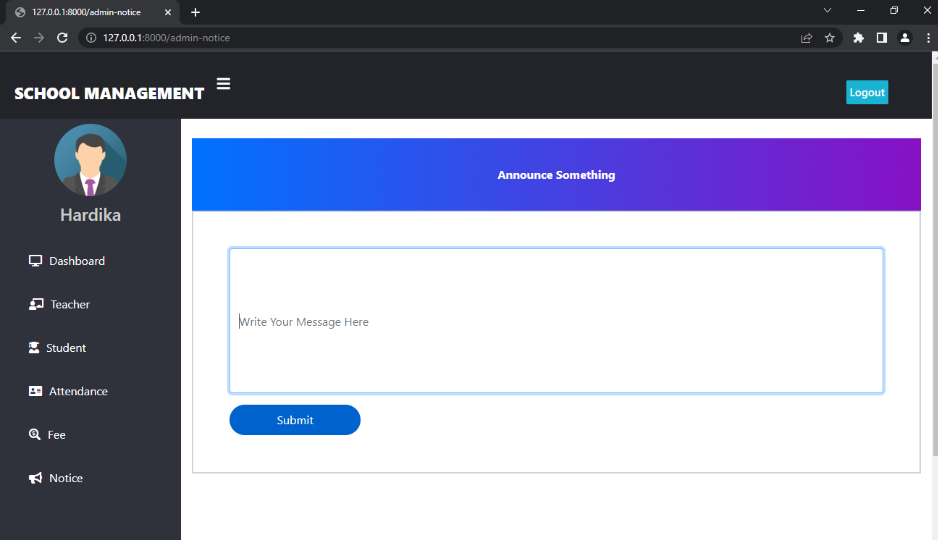 127.0.0.1:8000/admin-notice
127.0.0.1:8000/admin-notice
SCHOOL MANAGEMENT
Logout
Hardika
Dashboard
Teacher
Student
Attendance
Fee
Notice
Announce Something
Write Your Message Here
Submit